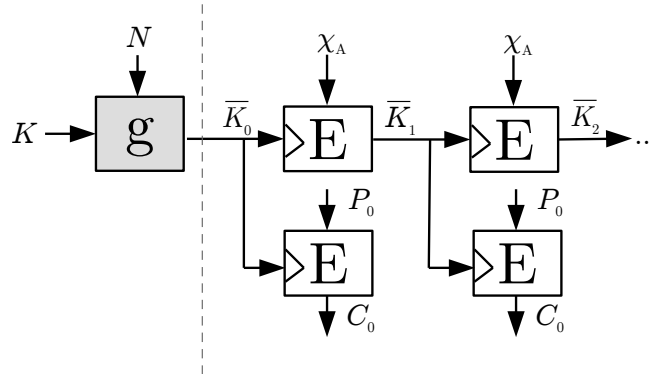 N χ_A χ_A
K g K̅₀ E K̅₁ E K̅₂ ..
P₀ P₀
E E
C₀ C₀